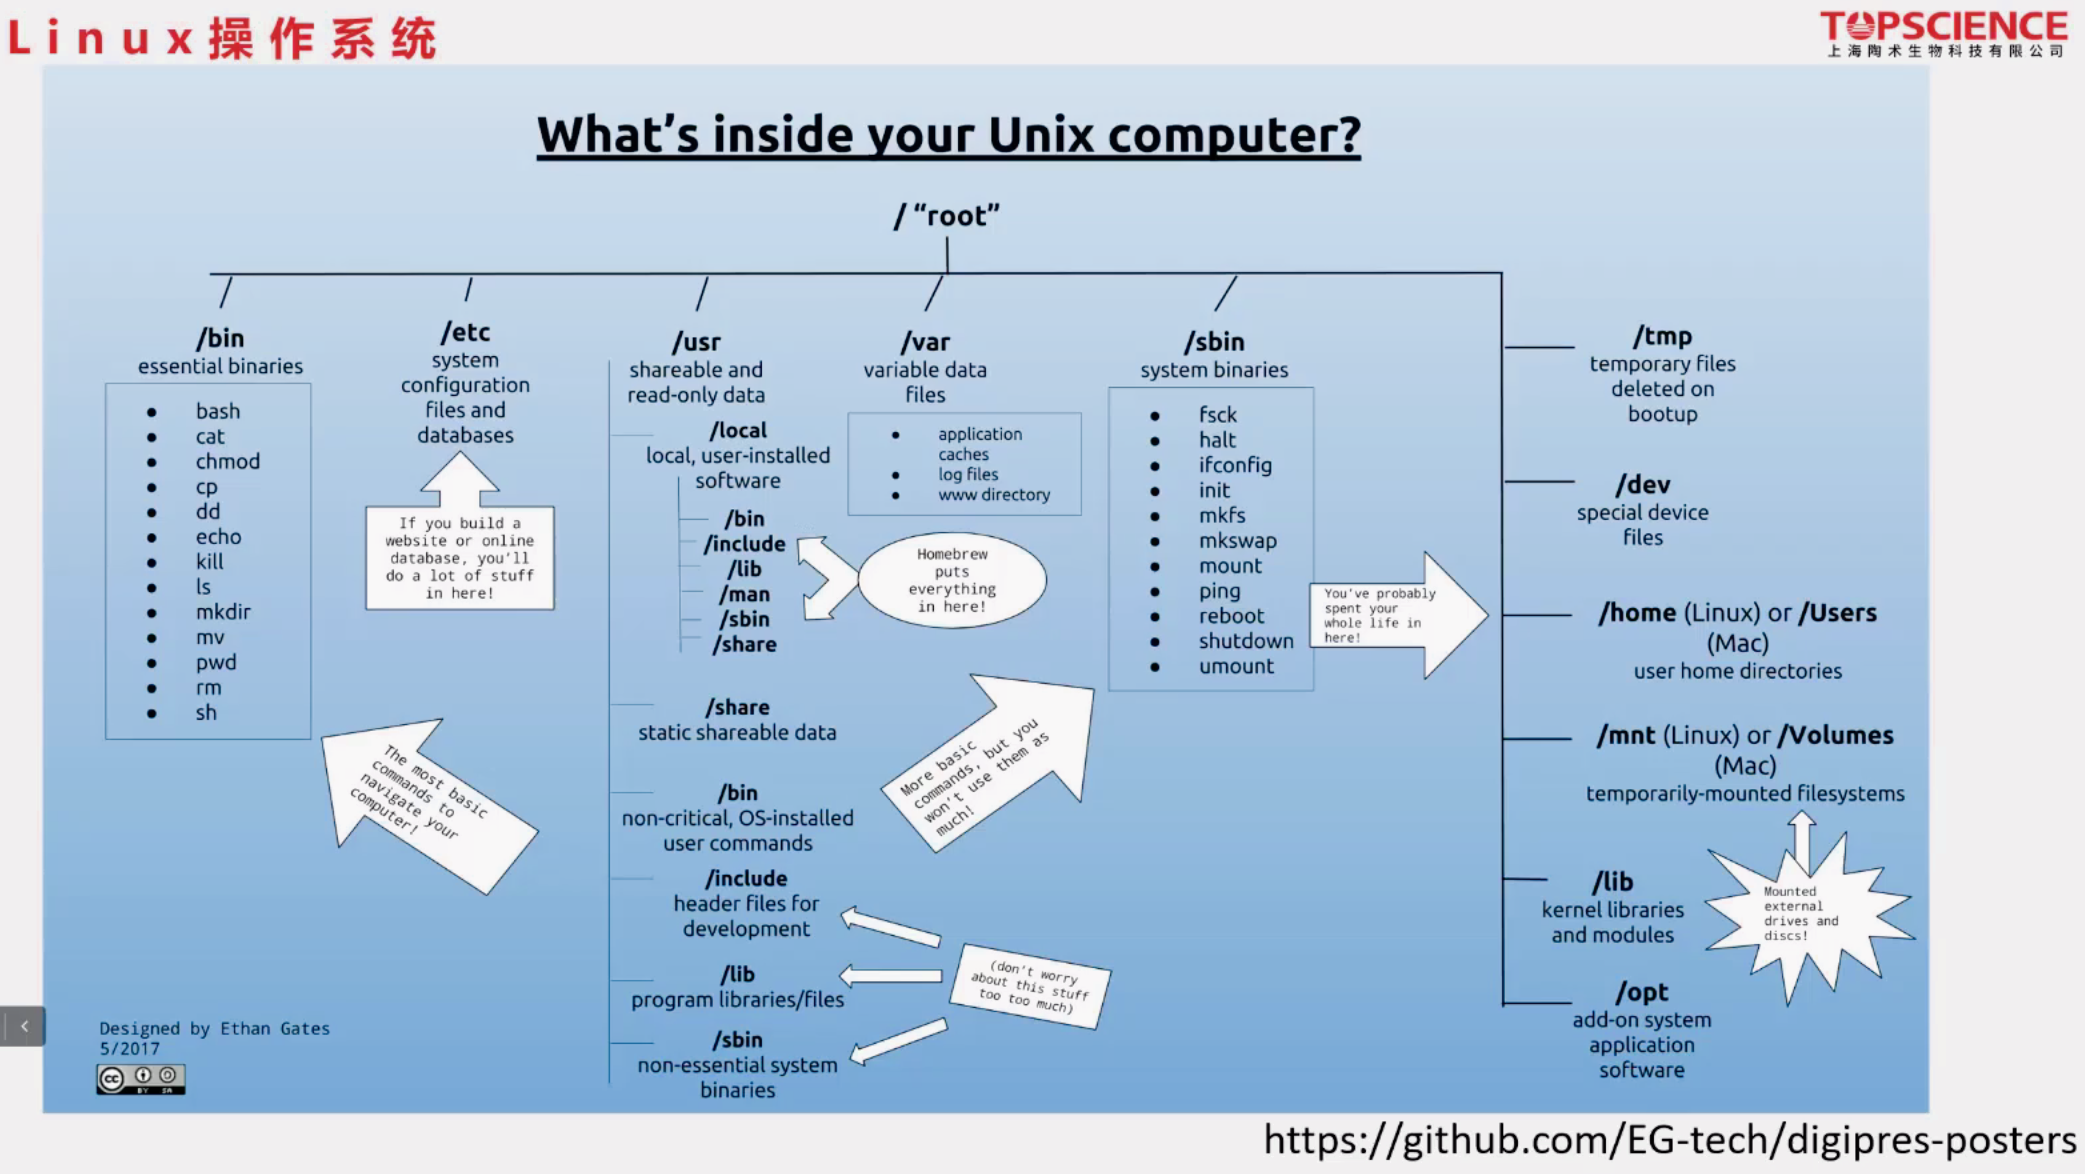 Linux操作系统
TOPSCIENCE
上海陶术生物科技有限公司
What's inside your Unix computer?
/ “root”
/bin
essential binaries
● bash
● cat
● chmod
● cp
● dd
● echo
● kill
● ls
● mkdir
● mv
● pwd
● rm
● sh
The most basic
commands to
navigate your
computer!
/etc
system
configuration
files and
databases
If you build a
website or online
database, you'll
do a lot of stuff
in here!
/usr
shareable and
read-only data
/local
local, user-installed
software
/bin
/include
/lib
/man
/sbin
/share
Homebrew
puts
everything
in here!
/share
static shareable data
/bin
non-critical, OS-installed
user commands
/include
header files for
development
/lib
program libraries/files
/sbin
non-essential system
binaries
(don't worry
about this stuff
too too much)
/var
variable data
files
● application
caches
● log files
● www directory
/sbin
system binaries
● fsck
● halt
● ifconfig
● init
● mkfs
● mkswap
● mount
● ping
● reboot
● shutdown
● umount
More basic
commands, but you
won't use them as
much!
/tmp
temporary files
deleted on
bootup
/dev
special device
files
You've probably
spent your
whole life in
here!
/home (Linux) or /Users
(Mac)
user home directories
/mnt (Linux) or /Volumes
(Mac)
temporarily-mounted filesystems
Mounted
external
drives and
discs!
/lib
kernel libraries
and modules
/opt
add-on system
application
software
Designed by Ethan Gates
5/2017
cc
BY SA
https://github.com/EG-tech/digipres-posters